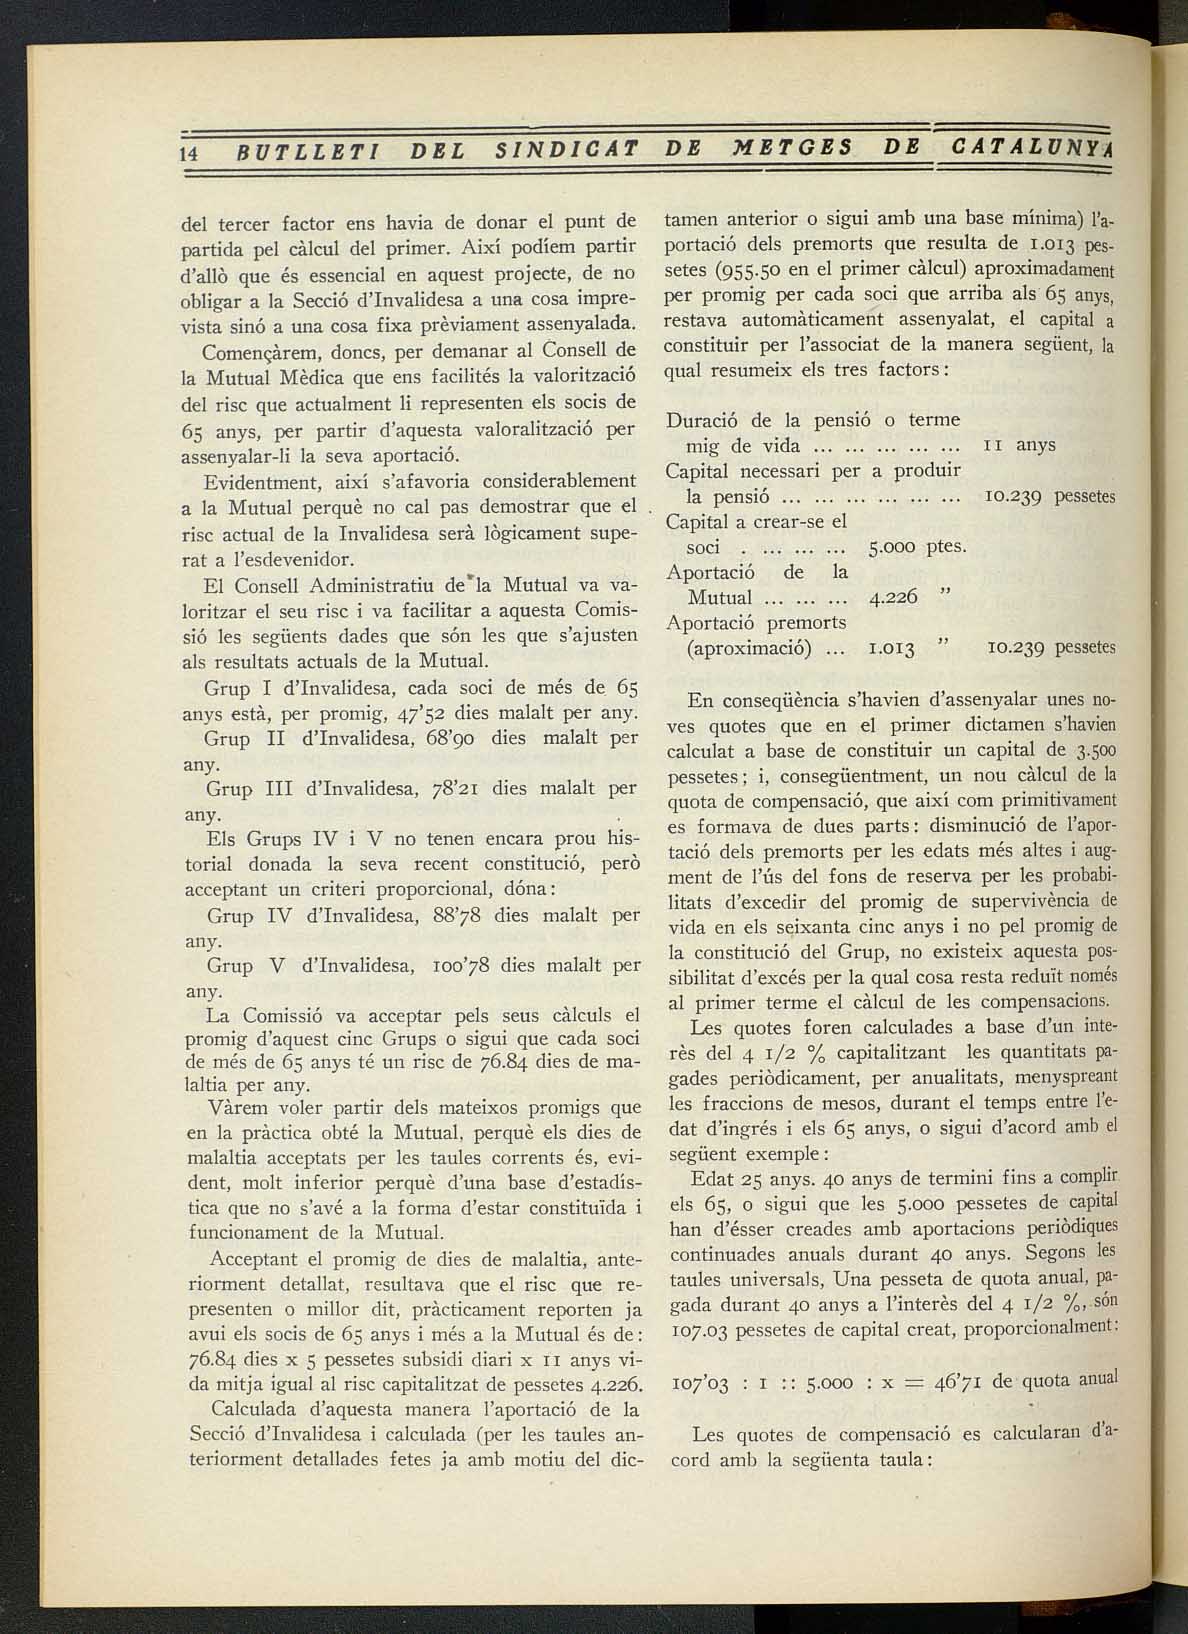 14 BUTLLETI DEL SINDICAT DE METGES DE CATALUNYA
del tercer factor ens havia de donar el punt de
partida pel càlcul del primer. Així podíem partir
d'allò que és essencial en aquest projecte, de no
obligar a la Secció d'Invalidesa a una cosa impre-
vista sinó a una cosa fixa prèviament assenyalada.
Començàrem, doncs, per demanar al Consell de
la Mutual Mèdica que ens facilités la valorització
del risc que actualment li representen els socis de
65 anys, per partir d'aquesta valoralització per
assenyalar-li la seva aportació.
Evidentment, així s'afavoria considerablement
a la Mutual perquè no cal pas demostrar que el
risc actual de la Invalidesa serà lògicament supe-
rat a l'esdevenidor.
El Consell Administratiu de la Mutual va va-
loritzar el seu risc i va facilitar a aquesta Comis-
sió les següents dades que són les que s'ajusten
als resultats actuals de la Mutual.
Grup I d'Invalidesa, cada soci de més de 65
anys està, per promig, 47'52 dies malalt per any.
Grup II d'Invalidesa, 68'90 dies malalt per
any.
Grup III d'Invalidesa, 78'21 dies malalt per
any.
Els Grups IV i V no tenen encara prou his-
torial donada la seva recent constitució, però
acceptant un criteri proporcional, dóna:
Grup IV d'Invalidesa, 88'78 dies malalt per
any.
Grup V d'Invalidesa, 100'78 dies malalt per
any.
La Comissió va acceptar pels seus càlculs el
promig d'aquest cinc Grups o sigui que cada soci
de més de 65 anys té un risc de 76.84 dies de ma-
laltia per any.
Vàrem voler partir dels mateixos promigs que
en la pràctica obté la Mutual, perquè els dies de
malaltia acceptats per les taules corrents és, evi-
dent, molt inferior perquè d'una base d'estadís-
tica que no s'avé a la forma d'estar constituïda i
funcionament de la Mutual.
Acceptant el promig de dies de malaltia, ante-
riorment detallat, resultava que el risc que re-
presenten o millor dit, pràcticament reporten ja
avui els socis de 65 anys i més a la Mutual és de:
76.84 dies x 5 pessetes subsidi diari x 11 anys vi-
da mitja igual al risc capitalitzat de pessetes 4.226.
Calculada d'aquesta manera l'aportació de la
Secció d'Invalidesa i calculada (per les taules an-
teriorment detallades fetes ja amb motiu del dic-
tamen anterior o sigui amb una base mínima) l'a-
portació dels premorts que resulta de 1.013 pes-
setes (955.50 en el primer càlcul) aproximadament
per promig per cada soci que arriba als 65 anys,
restava automàticament assenyalat, el capital a
constituir per l'associat de la manera següent, la
qual resumeix els tres factors:
Duració de la pensió o terme
mig de vida ... ... ... ... ... 11 anys
Capital necessari per a produir
la pensió ... ... ... ... ... ... 10.239 pessetes
Capital a crear-se el
soci . ... ... ... 5.000 ptes.
Aportació de la
Mutual ... ... ... 4.226 ”
Aportació premorts
(aproximació) ... 1.013 ” 10.239 pessetes
En conseqüència s'havien d'assenyalar unes no-
ves quotes que en el primer dictamen s'havien
calculat a base de constituir un capital de 3.500
pessetes; i, consegüentment, un nou càlcul de la
quota de compensació, que així com primitivament
es formava de dues parts: disminució de l'apor-
tació dels premorts per les edats més altes i aug-
ment de l'ús del fons de reserva per les probabi-
litats d'excedir del promig de supervivència de
vida en els seixanta cinc anys i no pel promig de
la constitució del Grup, no existeix aquesta pos-
sibilitat d'excés per la qual cosa resta reduït només
al primer terme el càlcul de les compensacions.
Les quotes foren calculades a base d'un inte-
rès del 4 1/2 % capitalitzant les quantitats pa-
gades periòdicament, per anualitats, menyspreant
les fraccions de mesos, durant el temps entre l'e-
dat d'ingrés i els 65 anys, o sigui d'acord amb el
següent exemple:
Edat 25 anys. 40 anys de termini fins a complir
els 65, o sigui que les 5.000 pessetes de capital
han d'ésser creades amb aportacions periòdiques
continuades anuals durant 40 anys. Segons les
taules universals, Una pesseta de quota anual, pa-
gada durant 40 anys a l'interès del 4 1/2 %, són
107.03 pessetes de capital creat, proporcionalment:
107'03 : 1 :: 5.000 : x = 46'71 de quota anual
Les quotes de compensació es calcularan d'a-
cord amb la següenta taula: